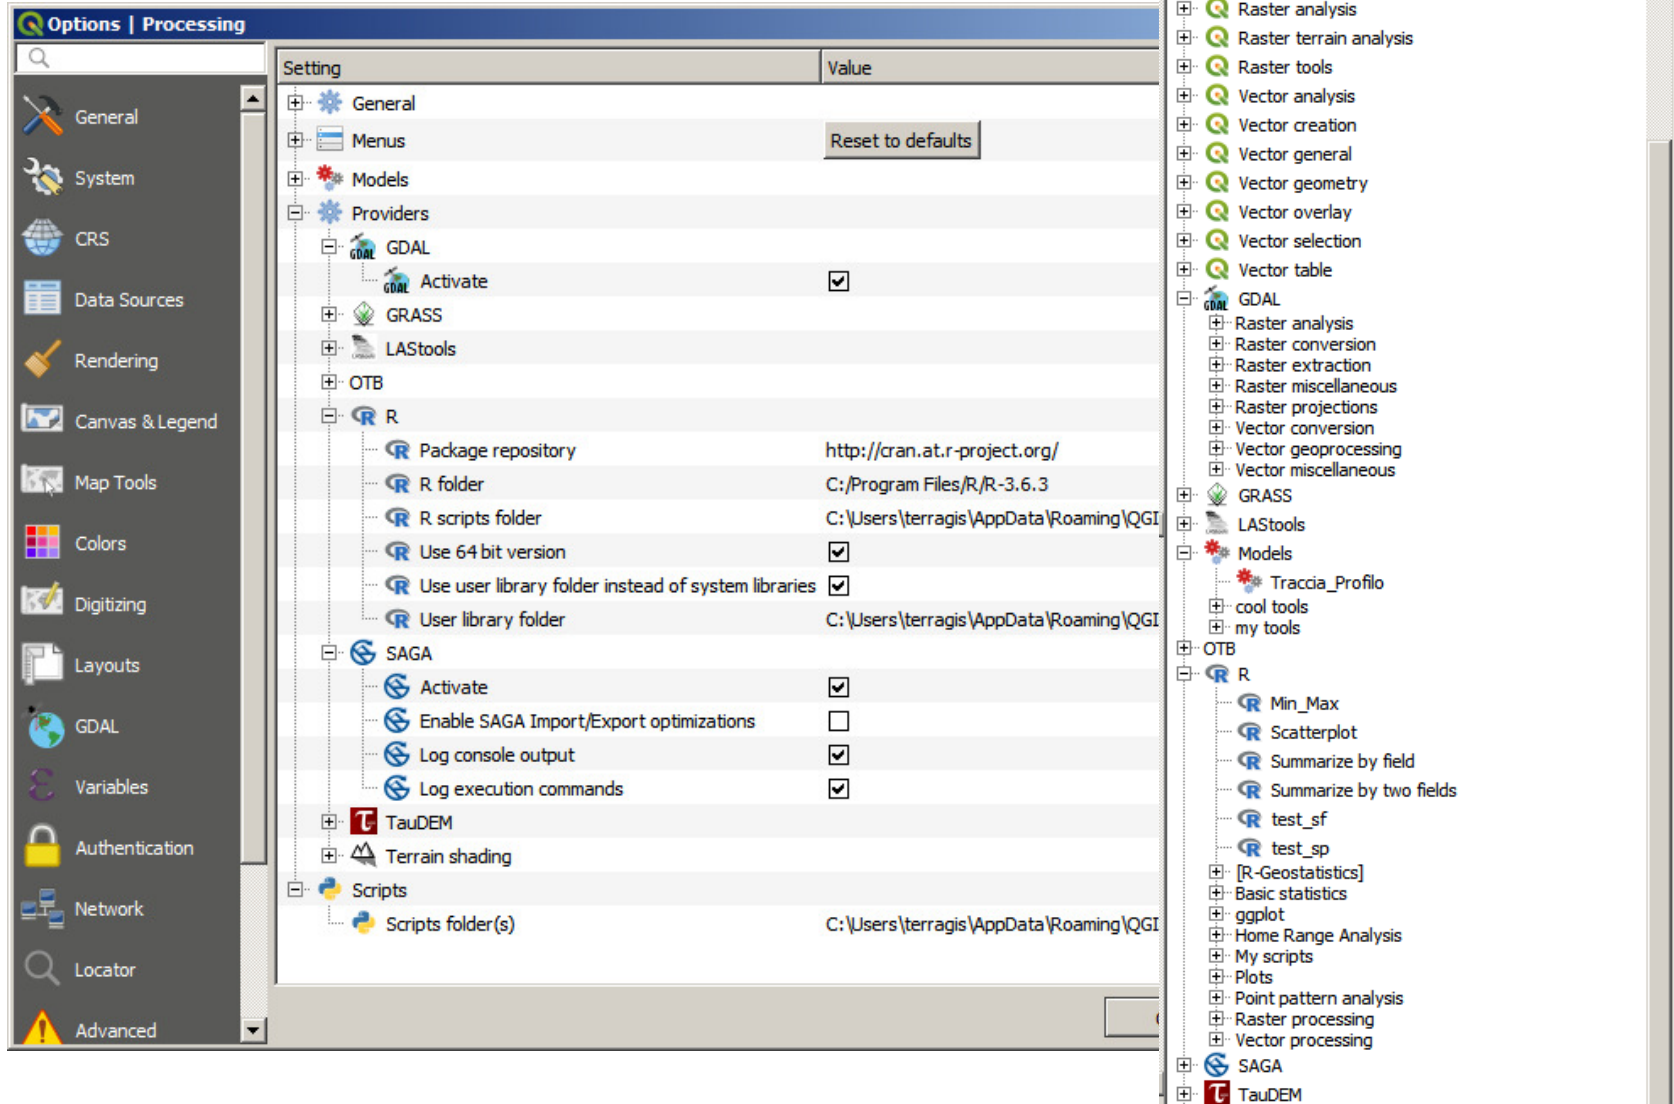 Options | Processing
General
System
CRS
Data Sources
Rendering
Canvas & Legend
Map Tools
Colors
Digitizing
Layouts
GDAL
Variables
Authentication
Network
Locator
Advanced
Setting Value
General
Menus Reset to defaults
Models
Providers
GDAL
Activate
GRASS
LAStools
OTB
R
Package repository http://cran.at.r-project.org/
R folder C:/Program Files/R/R-3.6.3
R scripts folder C:\Users\terragis\AppData\Roaming\QGI
Use 64 bit version
Use user library folder instead of system libraries
User library folder C:\Users\terragis\AppData\Roaming\QGI
SAGA
Activate
Enable SAGA Import/Export optimizations
Log console output
Log execution commands
TauDEM
Terrain shading
Scripts
Scripts folder(s) C:\Users\terragis\AppData\Roaming\QGI
Raster analysis
Raster terrain analysis
Raster tools
Vector analysis
Vector creation
Vector general
Vector geometry
Vector overlay
Vector selection
Vector table
GDAL
Raster analysis
Raster conversion
Raster extraction
Raster miscellaneous
Raster projections
Vector conversion
Vector geoprocessing
Vector miscellaneous
GRASS
LAStools
Models
Traccia_Profilo
cool tools
my tools
OTB
R
Min_Max
Scatterplot
Summarize by field
Summarize by two fields
test_sf
test_sp
[R-Geostatistics]
Basic statistics
ggplot
Home Range Analysis
My scripts
Plots
Point pattern analysis
Raster processing
Vector processing
SAGA
TauDEM